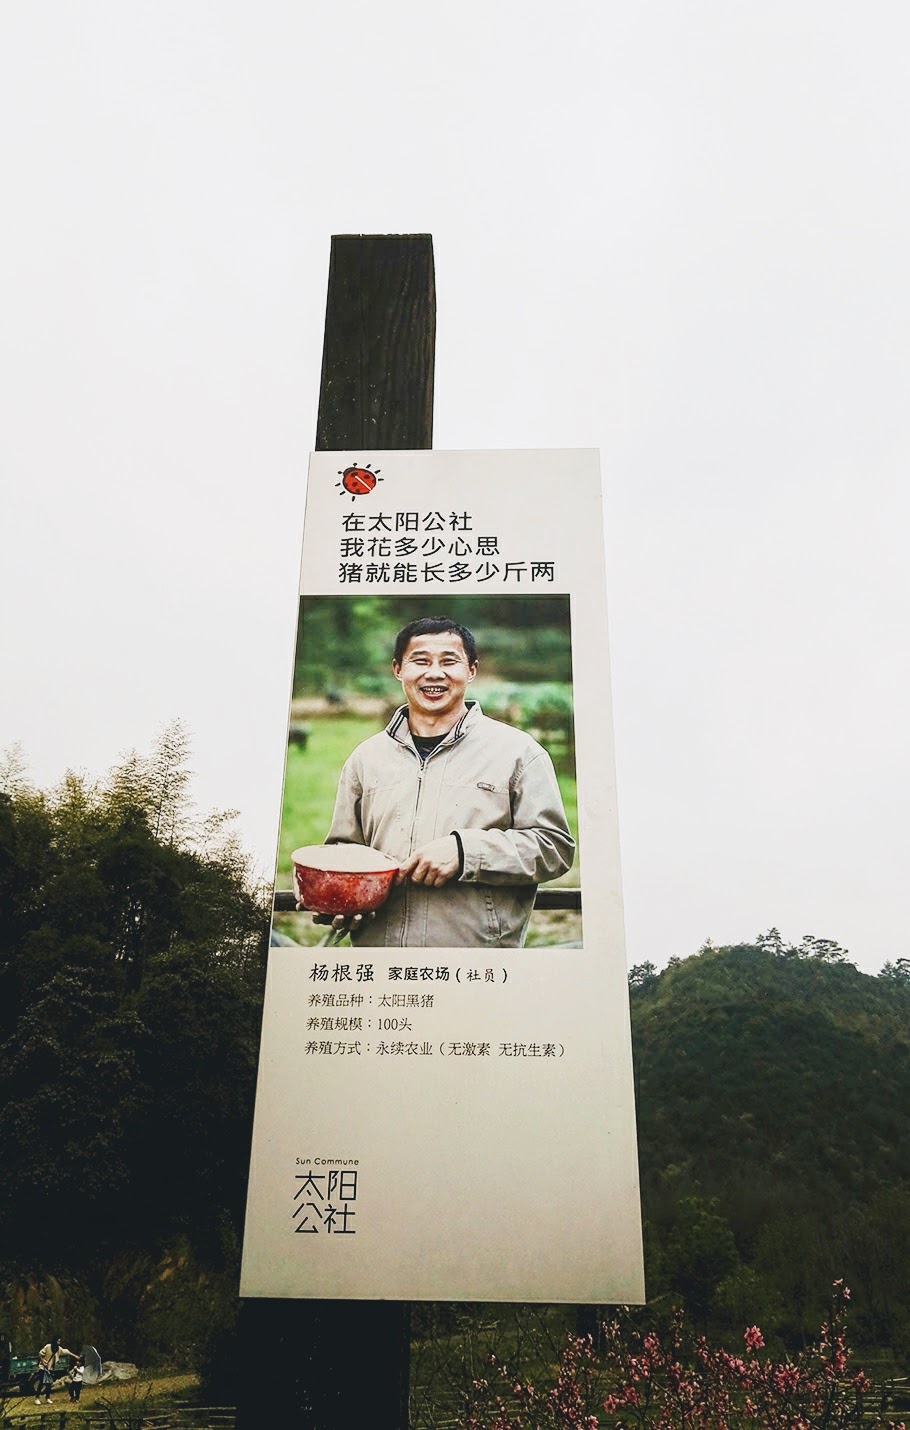 在太阳公社
我花多少心思
猪就能长多少斤两
杨根强 家庭农场（社员）
养殖品种：太阳黑猪
养殖规模：100头
养殖方式：永续农业（无激素 无抗生素）
Sun Commune
太阳
公社